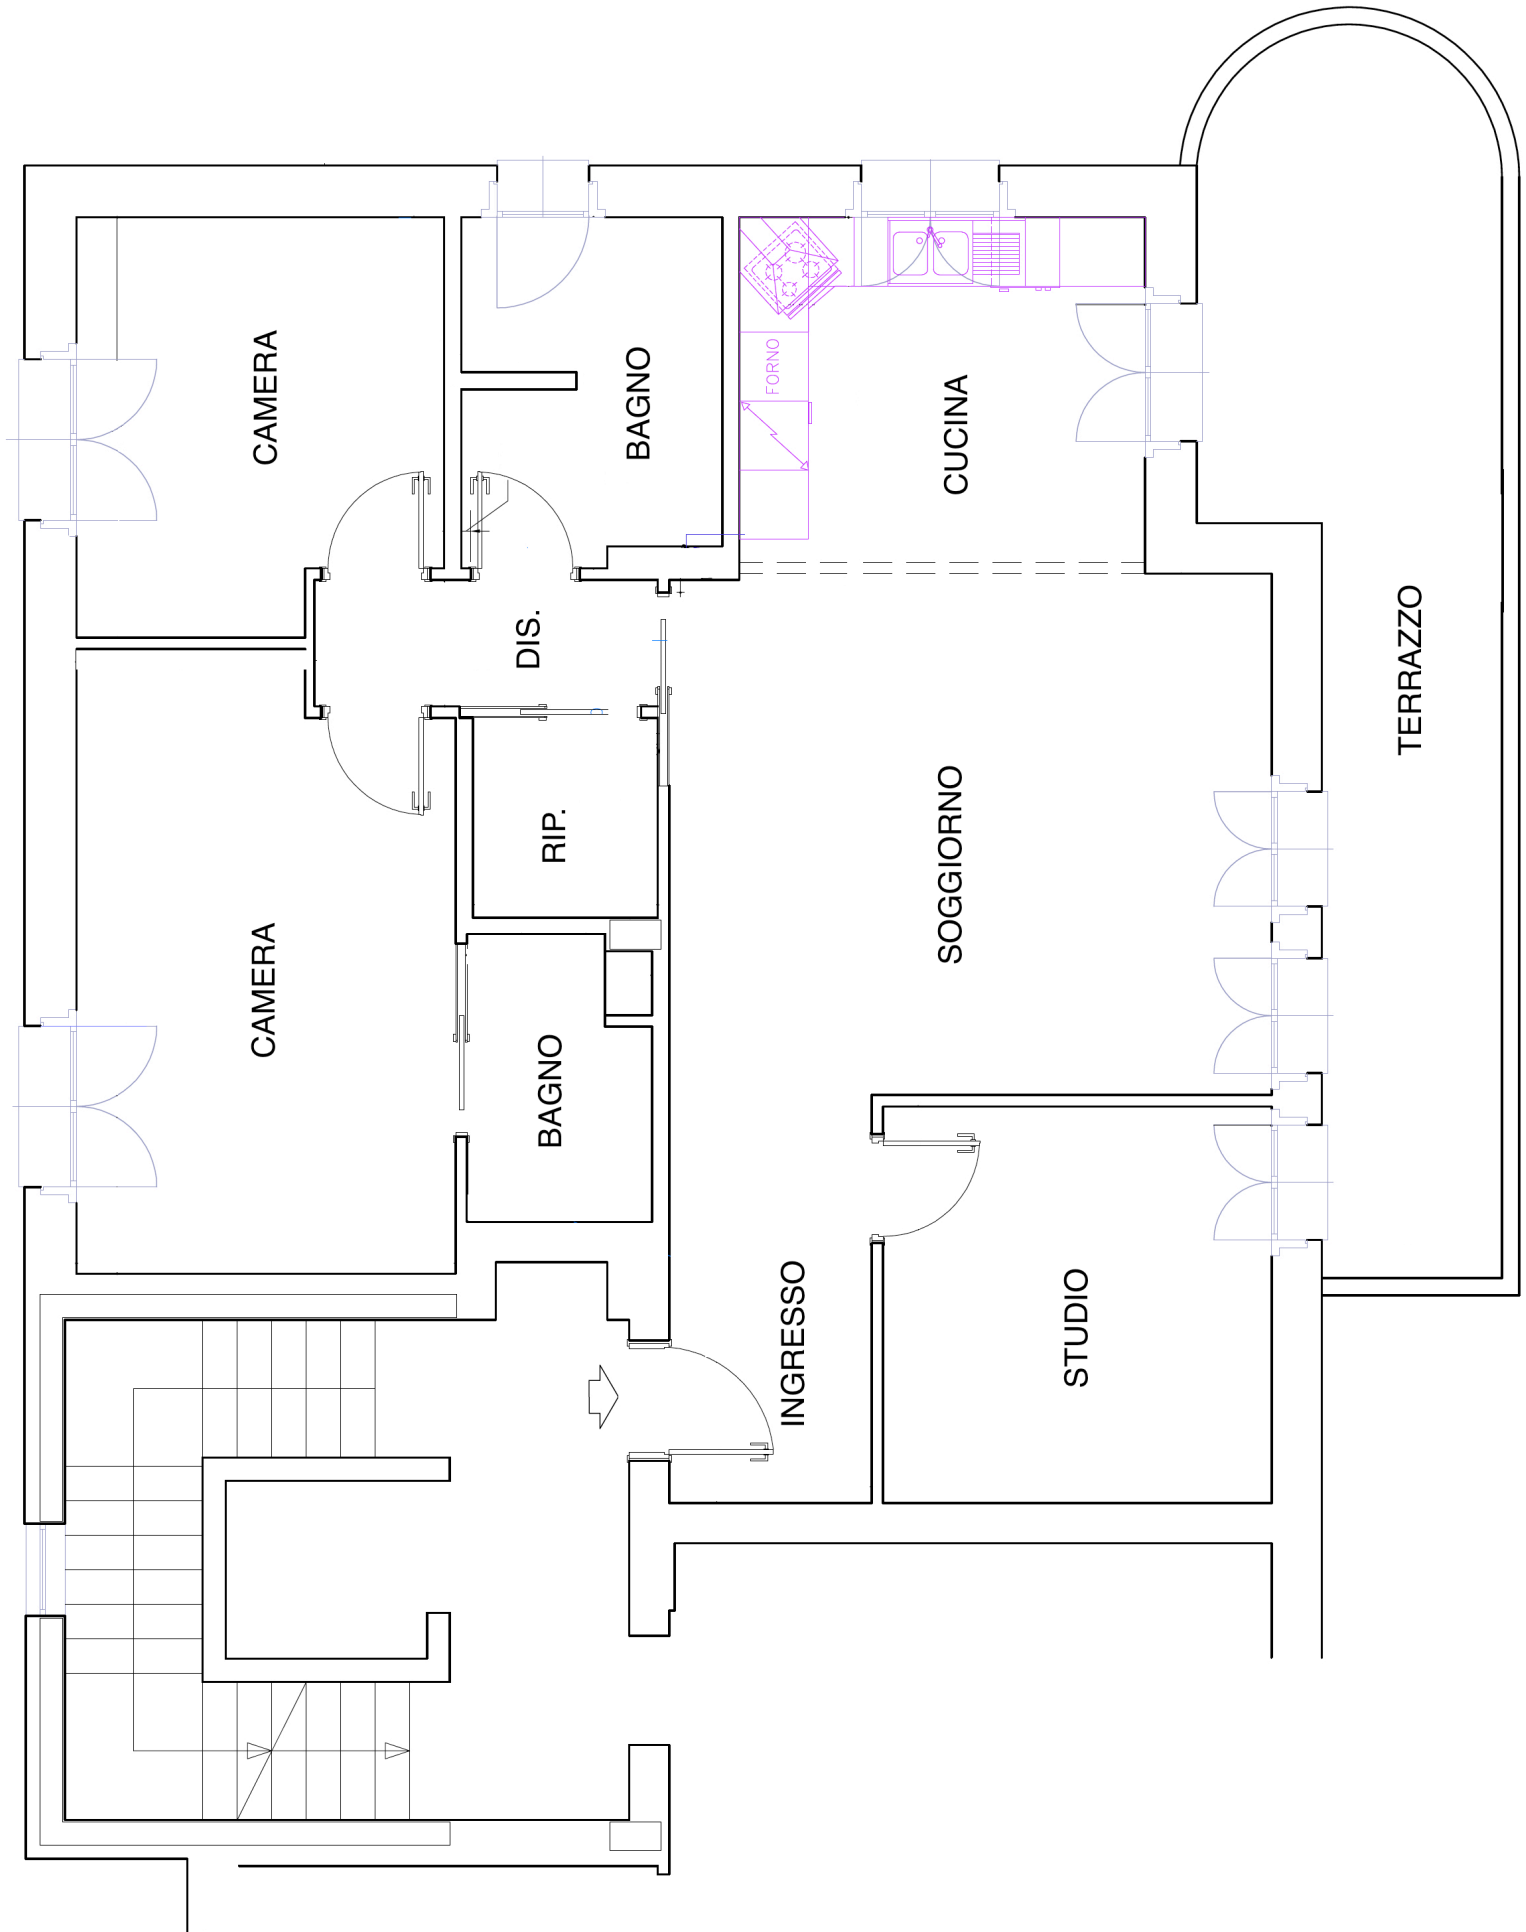 CAMERA
BAGNO
FORNO
CUCINA
DIS.
TERRAZZO
RIP.
SOGGIORNO
CAMERA
BAGNO
INGRESSO
STUDIO